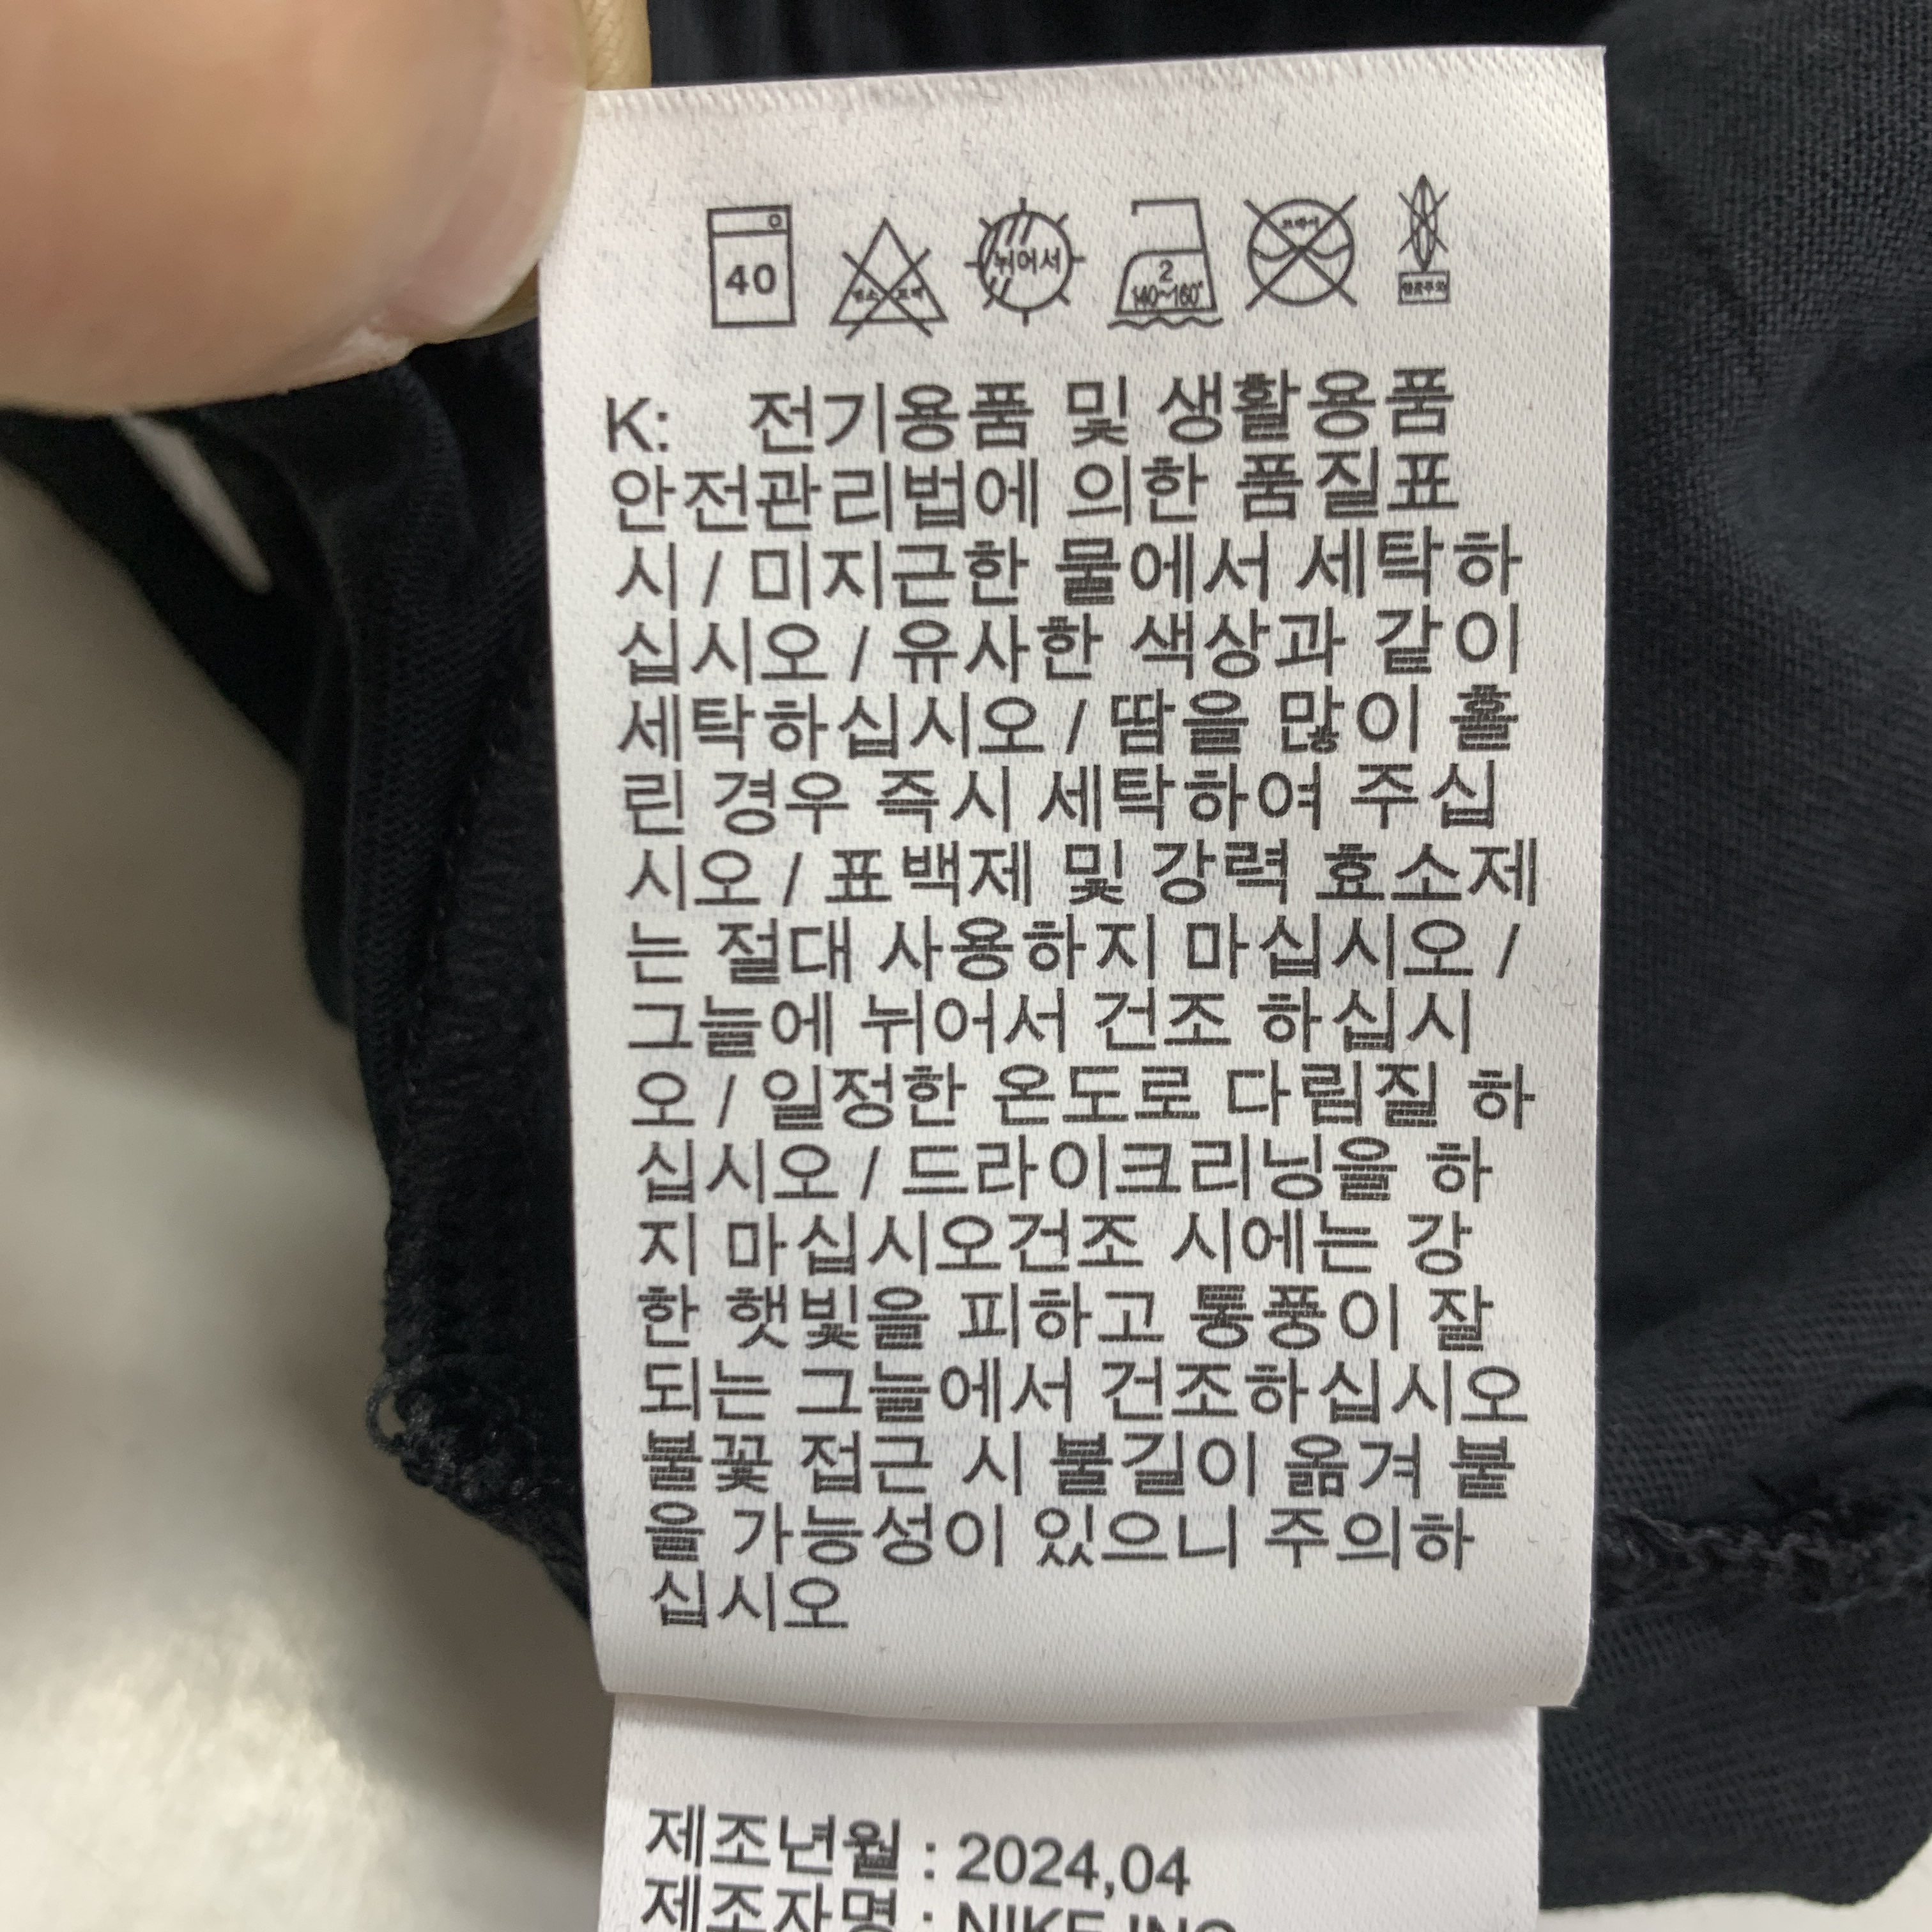 40
뉘어서
2
140~160°
K: 전기용품 및 생활용품
안전관리법에 의한 품질표
시 / 미지근한 물에서 세탁하
십시오 / 유사한 색상과 같이
세탁하십시오 / 땀을 많이 흘
린 경우 즉시 세탁하여 주십
시오 / 표백제 및 강력 효소제
는 절대 사용하지 마십시오 /
그늘에 뉘어서 건조 하십시
오 / 일정한 온도로 다림질 하
십시오 / 드라이크리닝을 하
지 마십시오건조 시에는 강
한 햇빛을 피하고 통풍이 잘
되는 그늘에서 건조하십시오
불꽃 접근 시 불길이 옮겨 붙
을 가능성이 있으니 주의하
십시오
제조년월 : 2024,04
제조자명 : NIKE INC